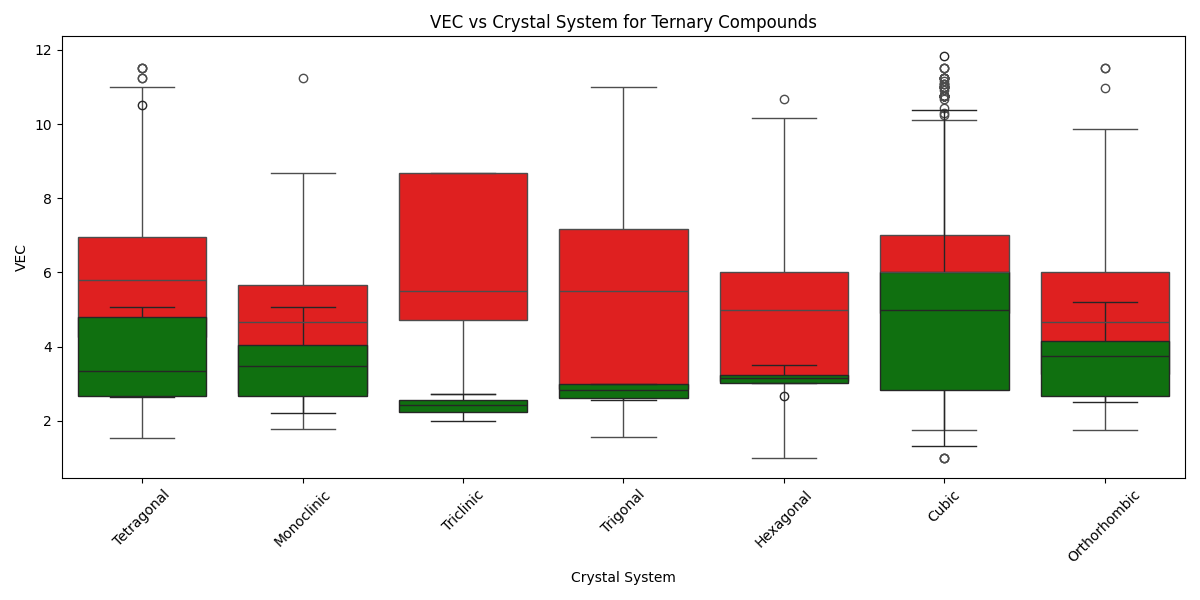 VEC vs Crystal System for Ternary Compounds
12
10
8
6
4
2
VEC
Tetragonal
Monoclinic
Triclinic
Trigonal
Hexagonal
Cubic
Orthorhombic
Crystal System